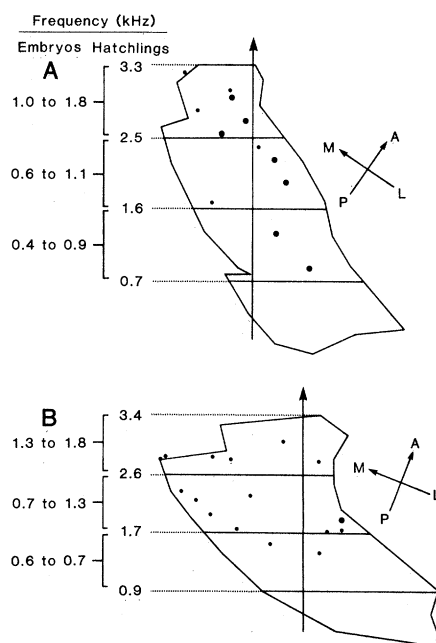 Frequency (kHz)
Embryos Hatchlings
A
3.3
1.0 to 1.8
2.5
0.6 to 1.1
1.6
0.4 to 0.9
0.7
M
A
P
L
B
3.4
1.3 to 1.8
2.6
0.7 to 1.3
1.7
0.6 to 0.7
0.9
M
A
P
L